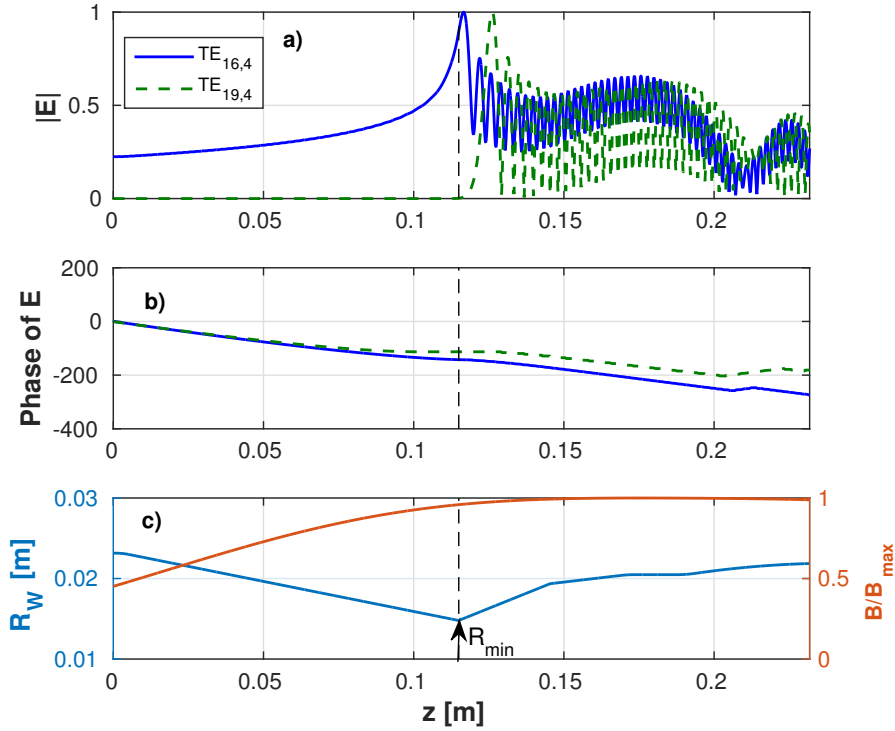 1
0.5
0
|E|
a)
TE16,4
TE19,4
0 0.05 0.1 0.15 0.2
200
0
-200
-400
Phase of E
b)
0 0.05 0.1 0.15 0.2
0.03
0.02
0.01
RW [m]
c)
Rmin
1
0.5
0
B/Bmax
0 0.05 0.1 0.15 0.2
z [m]